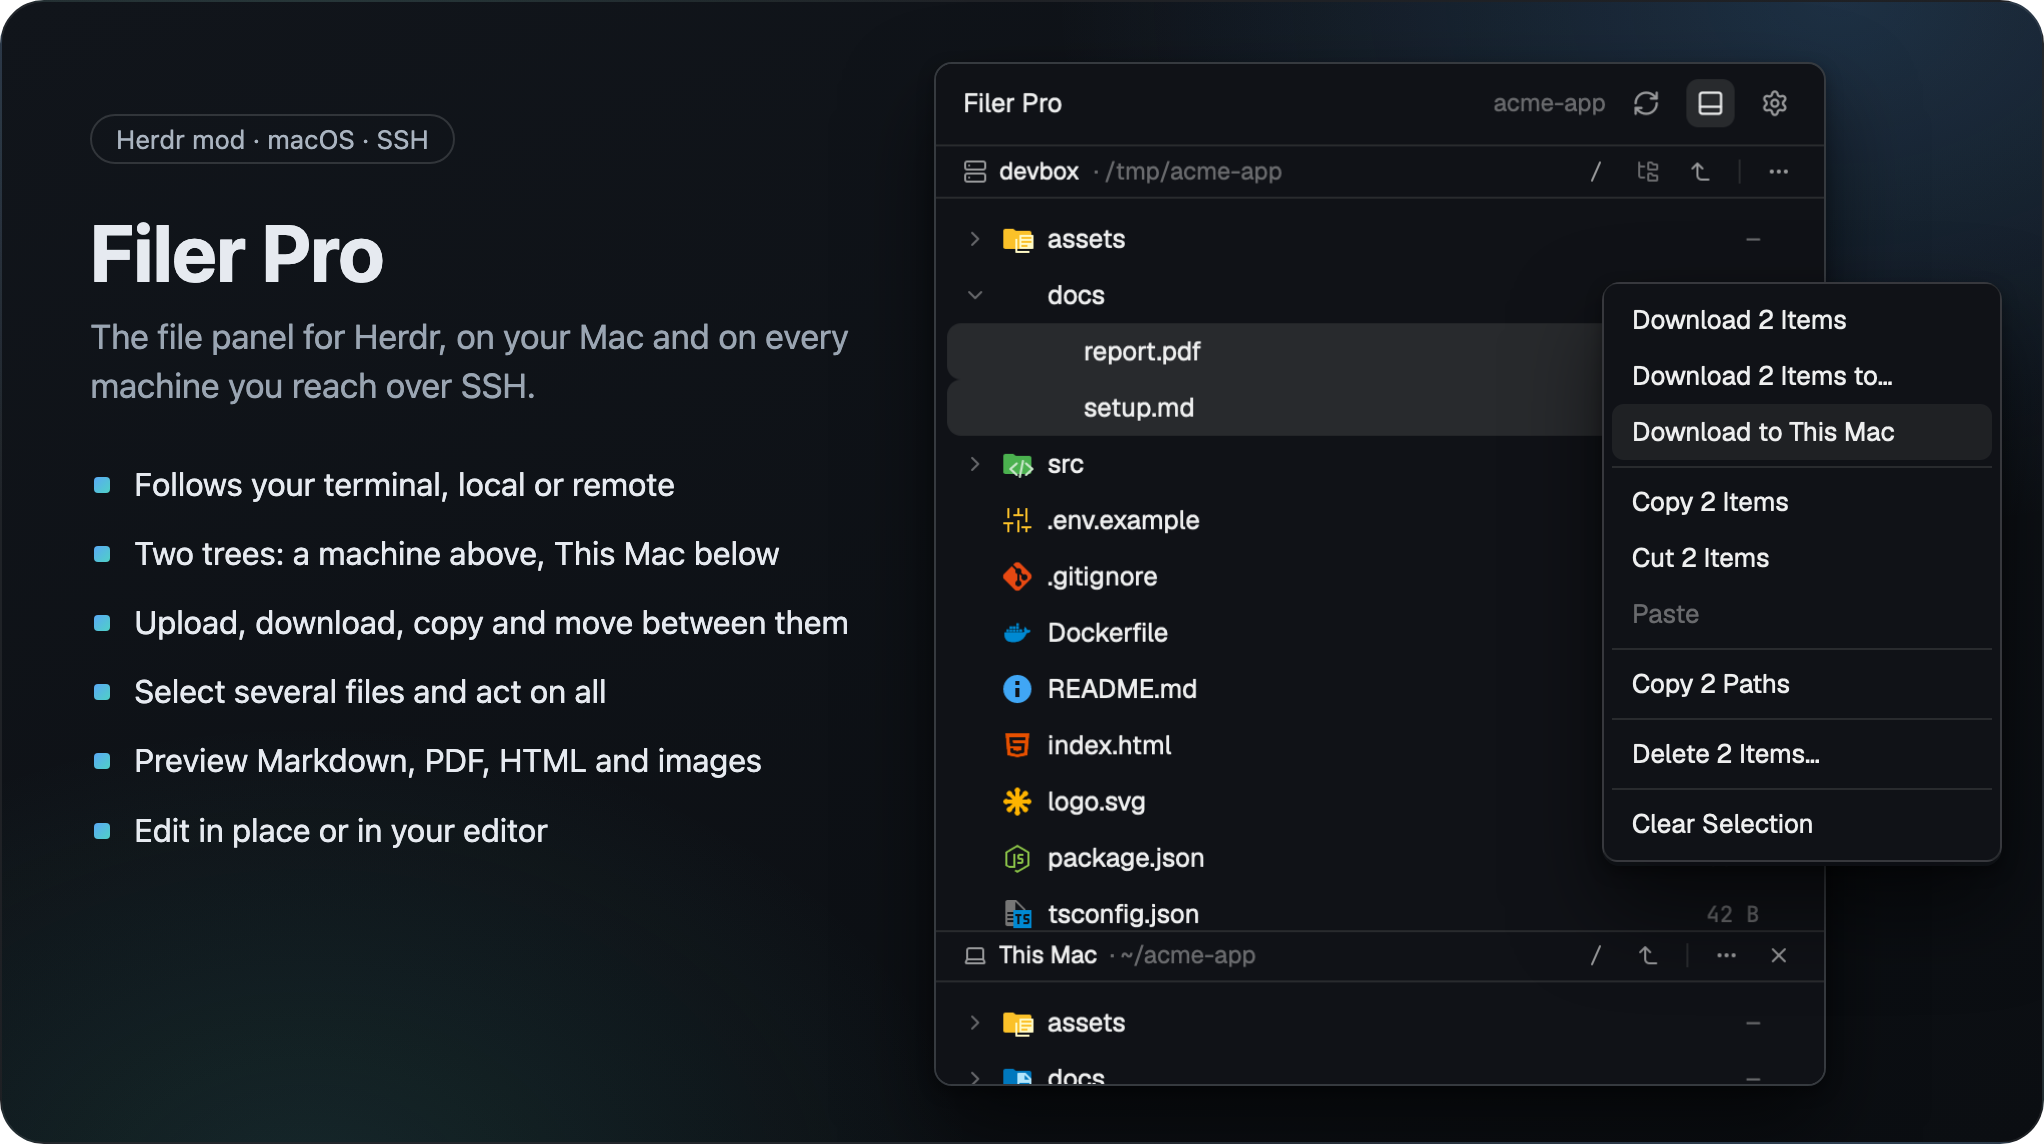 Herdr mod · macOS · SSH
Filer Pro
The file panel for Herdr, on your Mac and on every
machine you reach over SSH.
Follows your terminal, local or remote
Two trees: a machine above, This Mac below
Upload, download, copy and move between them
Select several files and act on all
Preview Markdown, PDF, HTML and images
Edit in place or in your editor
Filer Pro acme-app
devbox · /tmp/acme-app / ···
assets –
docs
report.pdf
setup.md
src
.env.example
.gitignore
Dockerfile
README.md
index.html
logo.svg
package.json
tsconfig.json 42 B
Download 2 Items
Download 2 Items to…
Download to This Mac
Copy 2 Items
Cut 2 Items
Paste
Copy 2 Paths
Delete 2 Items…
Clear Selection
This Mac · ~/acme-app / ···
assets –
docs –